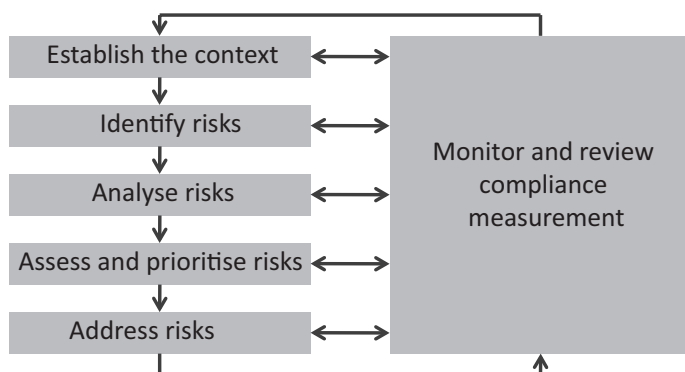 Establish the context
Identify risks
Analyse risks
Assess and prioritise risks
Address risks
Monitor and review
compliance
measurement